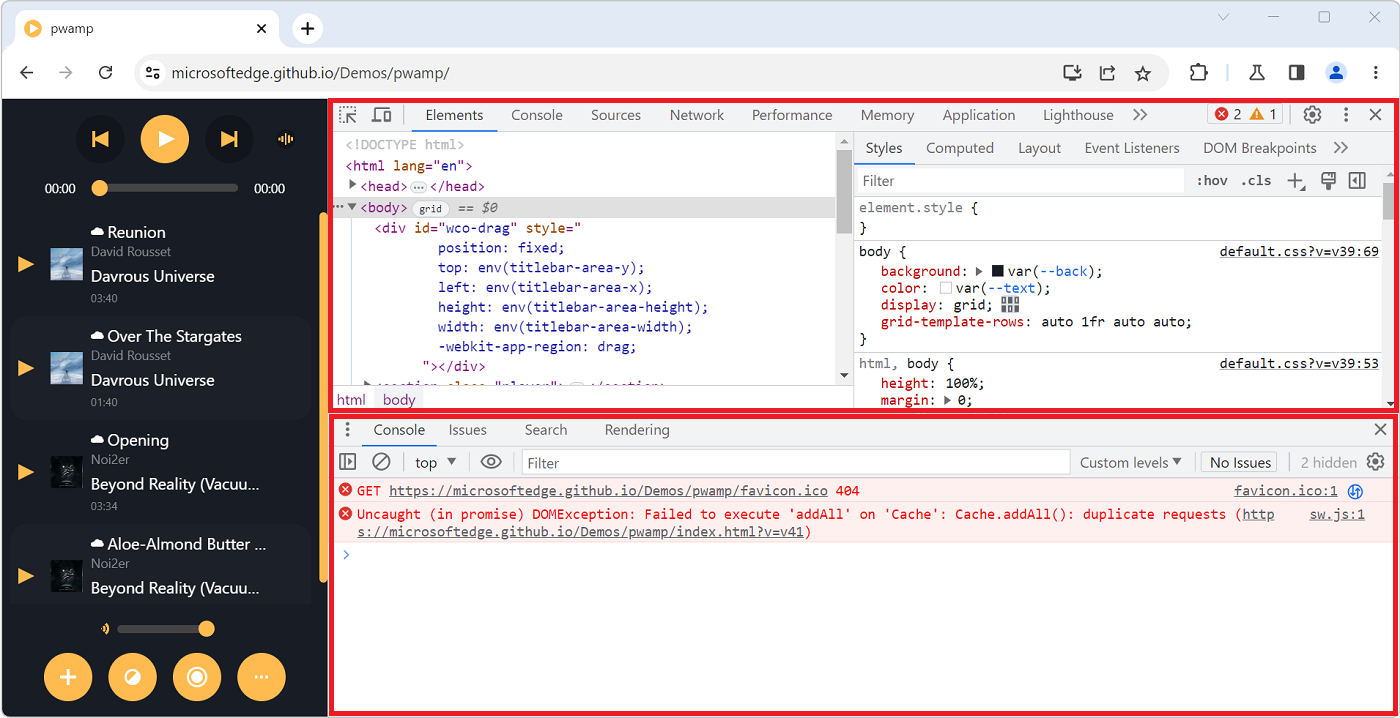 pwamp
microsoftedge.github.io/Demos/pwamp/
00:00 00:00
Reunion
David Rousset
Davrous Universe
03:40
Over The Stargates
David Rousset
Davrous Universe
01:40
Opening
Noi2er
Beyond Reality (Vacuu...
03:34
Aloe-Almond Butter ...
Noi2er
Beyond Reality (Vacuu...
Elements Console Sources Network Performance Memory Application Lighthouse 2 1
<!DOCTYPE html>
<html lang="en">
<head> ... </head>
<body> grid == $0
<div id="wco-drag" style="
position: fixed;
top: env(titlebar-area-y);
left: env(titlebar-area-x);
height: env(titlebar-area-height);
width: env(titlebar-area-width);
-webkit-app-region: drag;
"></div>
<section class="player"> ... </section>
html body
Styles Computed Layout Event Listeners DOM Breakpoints
Filter :hov .cls
element.style {
}
body { default.css?v=v39:69
background: var(--back);
color: var(--text);
display: grid;
grid-template-rows: auto 1fr auto auto;
}
html, body { default.css?v=v39:53
height: 100%;
margin: 0;
Console Issues Search Rendering
top Filter Custom levels No Issues 2 hidden
GET https://microsoftedge.github.io/Demos/pwamp/favicon.ico 404 favicon.ico:1
Uncaught (in promise) DOMException: Failed to execute 'addAll' on 'Cache': Cache.addAll(): duplicate requests (http sw.js:1
s://microsoftedge.github.io/Demos/pwamp/index.html?v=v41)